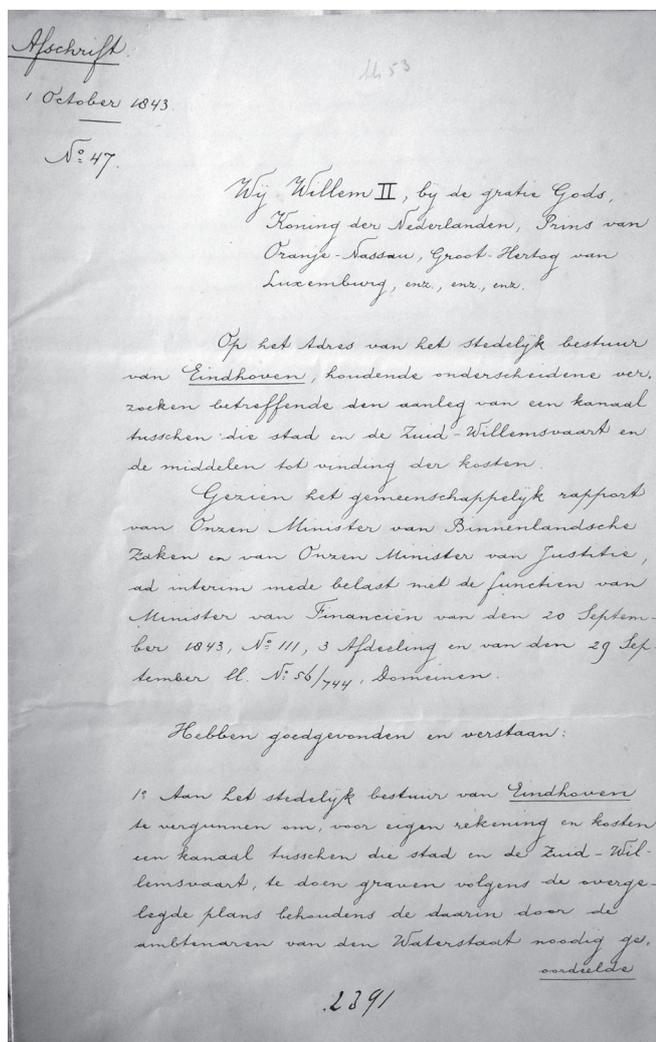 Afschrift.
1 October 1843.
No 47.
Wij Willem II, bij de gratie Gods,
Koning der Nederlanden, Prins van
Oranje-Nassau, Groot-Hertog van
Luxemburg, enz., enz., enz.
Op het Adres van het stedelijk bestuur
van Eindhoven, houdende onderscheidene ver-
zoeken betreffende den aanleg van een kanaal
tusschen die stad en de Zuid-Willemsvaart en
de middelen tot vinding der kosten.
Gezien het gemeenschappelijk rapport
van Onzen Minister van Binnenlandsche
Zaken en van Onzen Minister van Justitie,
ad interim mede belast met de functien van
Minister van Financiën van den 20 Septem-
ber 1843, No 111, 3 Afdeeling en van den 29 Sep-
tember ll. No 56/744, Domeinen.
Hebben goedgevonden en verstaan:
1o Aan het stedelijk bestuur van Eindhoven
te vergunnen om, voor eigen rekening en kosten
een kanaal tusschen die stad en de Zuid-Wil-
lemsvaart, te doen graven volgens de overge-
legde plans behoudens de daarin door de
ambtenaren van den Waterstaat noodig ge-
oordeelde
2391